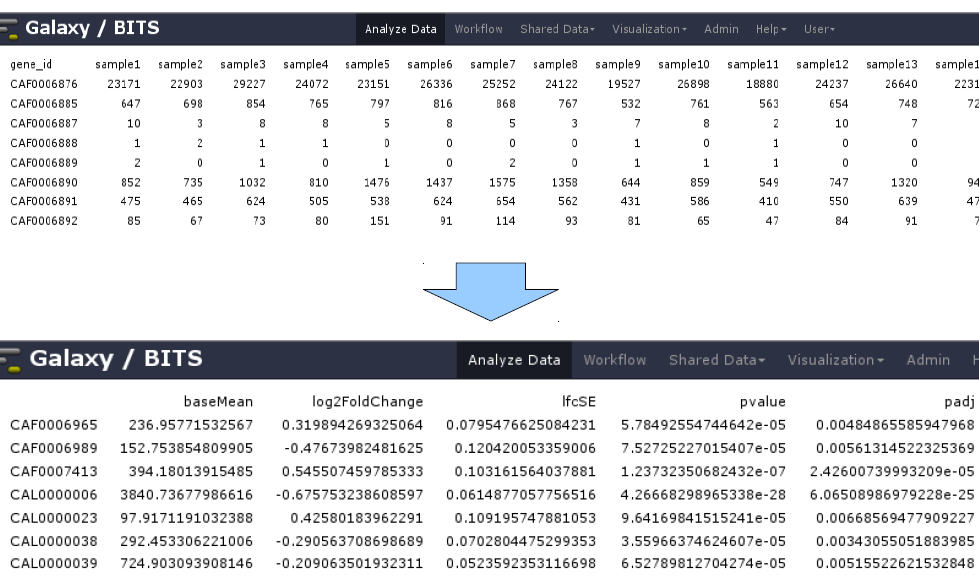 Galaxy / BITS Analyze Data Workflow Shared Data▾ Visualization▾ Admin Help▾ User▾
gene_id sample1 sample2 sample3 sample4 sample5 sample6 sample7 sample8 sample9 sample10 sample11 sample12 sample13 sample1
CAF0006876 23171 22903 29227 24072 23151 26336 25252 24122 19527 26898 18880 24237 26640 2231
CAF0006885 647 698 854 765 797 816 868 767 532 761 563 654 748 72
CAF0006887 10 3 8 8 5 8 5 3 7 8 2 10 7
CAF0006888 1 2 1 1 0 0 0 0 1 0 1 0 0
CAF0006889 2 0 1 0 1 0 2 0 1 1 1 0 0
CAF0006890 852 735 1032 810 1476 1437 1575 1358 644 859 549 747 1320 94
CAF0006891 475 465 624 505 538 624 654 562 431 586 410 550 639 47
CAF0006892 85 67 73 80 151 91 114 93 81 65 47 84 91 7
Galaxy / BITS Analyze Data Workflow Shared Data▾ Visualization▾ Admin H
baseMean log2FoldChange lfcSE pvalue padj
CAF0006965 236.95771532567 0.319894269325064 0.0795476625084231 5.78492554744642e-05 0.00484865585947968
CAF0006989 152.753854809905 -0.47673982481625 0.120420053359006 7.52725227015407e-05 0.00561314522325369
CAF0007413 394.18013915485 0.545507459785333 0.103161564037881 1.23732350682432e-07 2.42600739993209e-05
CAL0000006 3840.73677986616 -0.675753238608597 0.0614877057756516 4.26668298965338e-28 6.06508986979228e-25
CAL0000023 97.9171191032388 0.42580183962291 0.109195747881053 9.64169841515241e-05 0.00668569477909227
CAL0000038 292.453306221006 -0.290563708698689 0.0702804475299353 3.55966374624607e-05 0.00343055051883985
CAL0000039 724.903093908146 -0.209063501932311 0.0523592353116698 6.52789812704274e-05 0.00515522621532848